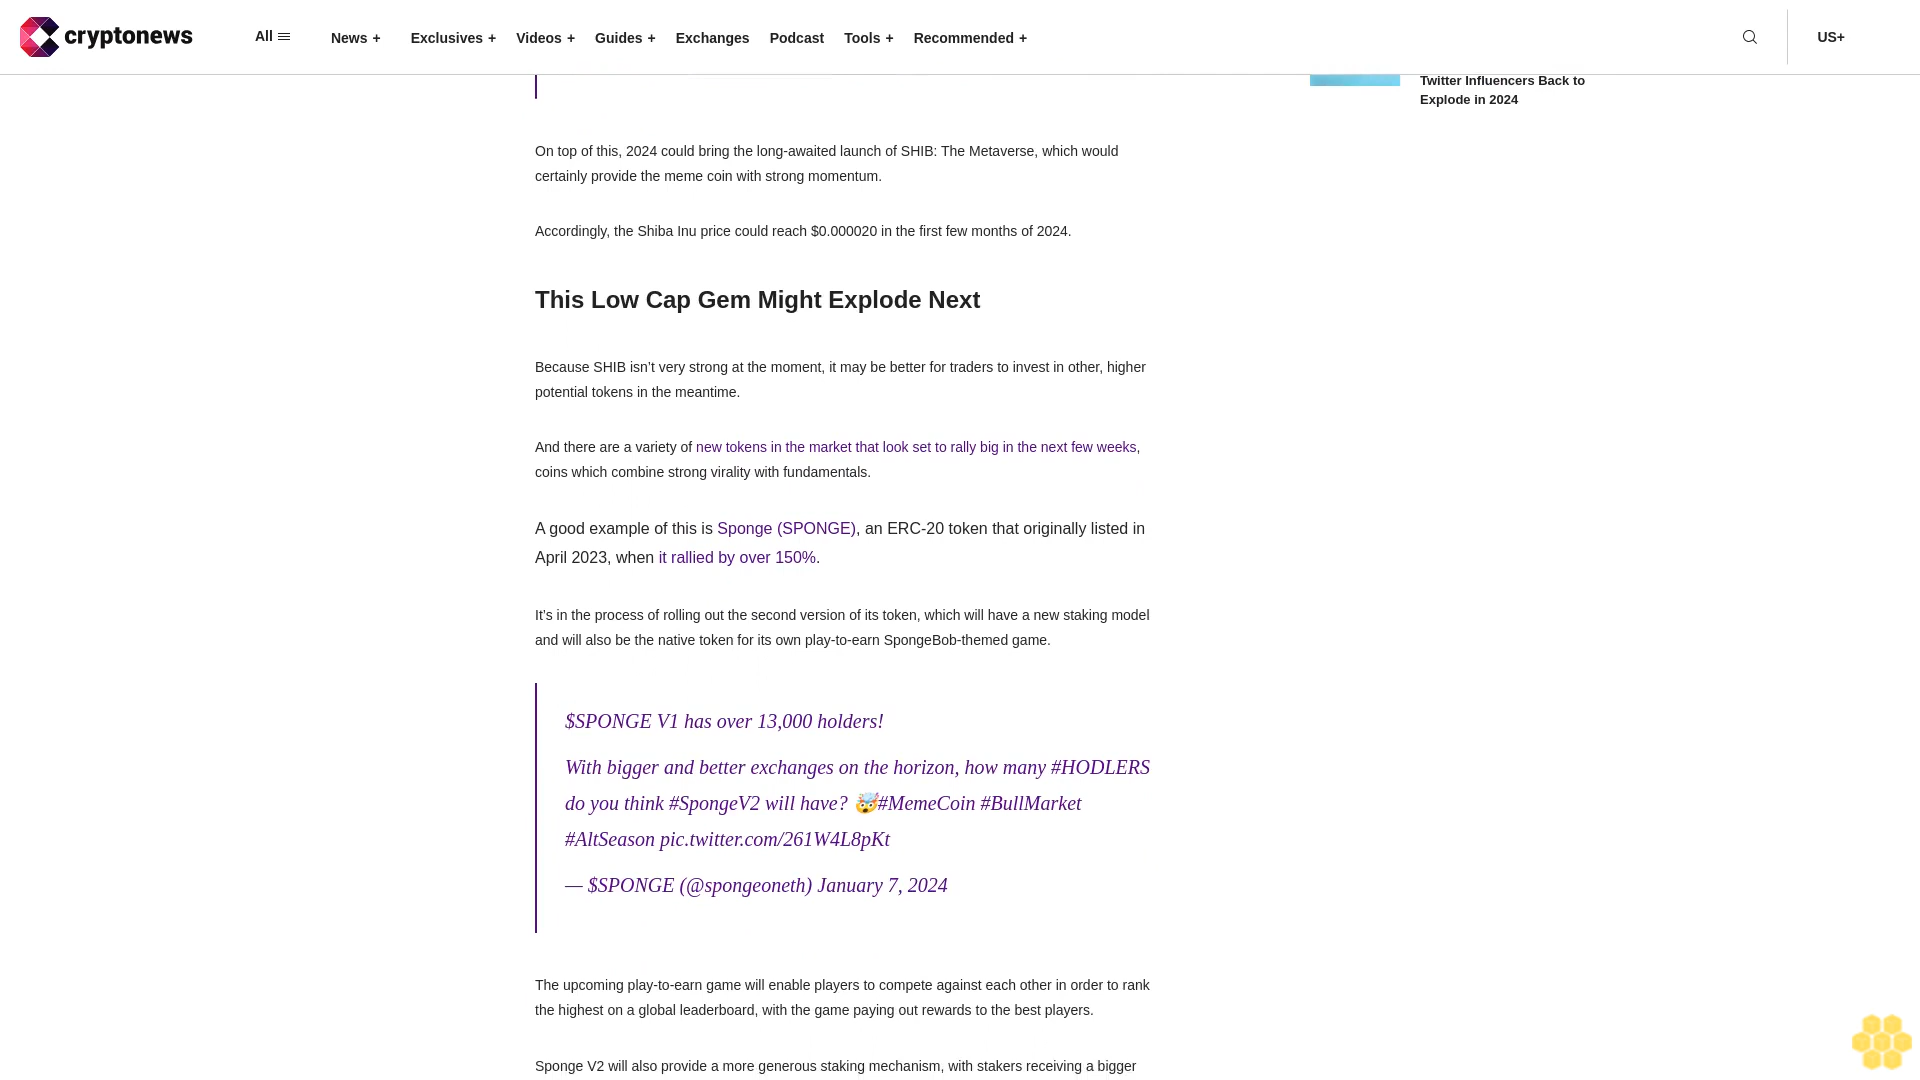 cryptonews
All
News +
Exclusives +
Videos +
Guides +
Exchanges
Podcast
Tools +
Recommended +
US+
Twitter Influencers Back to
Explode in 2024
On top of this, 2024 could bring the long-awaited launch of SHIB: The Metaverse, which would
certainly provide the meme coin with strong momentum.
Accordingly, the Shiba Inu price could reach $0.000020 in the first few months of 2024.
This Low Cap Gem Might Explode Next
Because SHIB isn’t very strong at the moment, it may be better for traders to invest in other, higher
potential tokens in the meantime.
And there are a variety of new tokens in the market that look set to rally big in the next few weeks,
coins which combine strong virality with fundamentals.
A good example of this is Sponge (SPONGE), an ERC-20 token that originally listed in
April 2023, when it rallied by over 150%.
It’s in the process of rolling out the second version of its token, which will have a new staking model
and will also be the native token for its own play-to-earn SpongeBob-themed game.
$SPONGE V1 has over 13,000 holders!
With bigger and better exchanges on the horizon, how many #HODLERS
do you think #SpongeV2 will have? 🤯#MemeCoin #BullMarket
#AltSeason pic.twitter.com/261W4L8pKt
— $SPONGE (@spongeoneth) January 7, 2024
The upcoming play-to-earn game will enable players to compete against each other in order to rank
the highest on a global leaderboard, with the game paying out rewards to the best players.
Sponge V2 will also provide a more generous staking mechanism, with stakers receiving a bigger